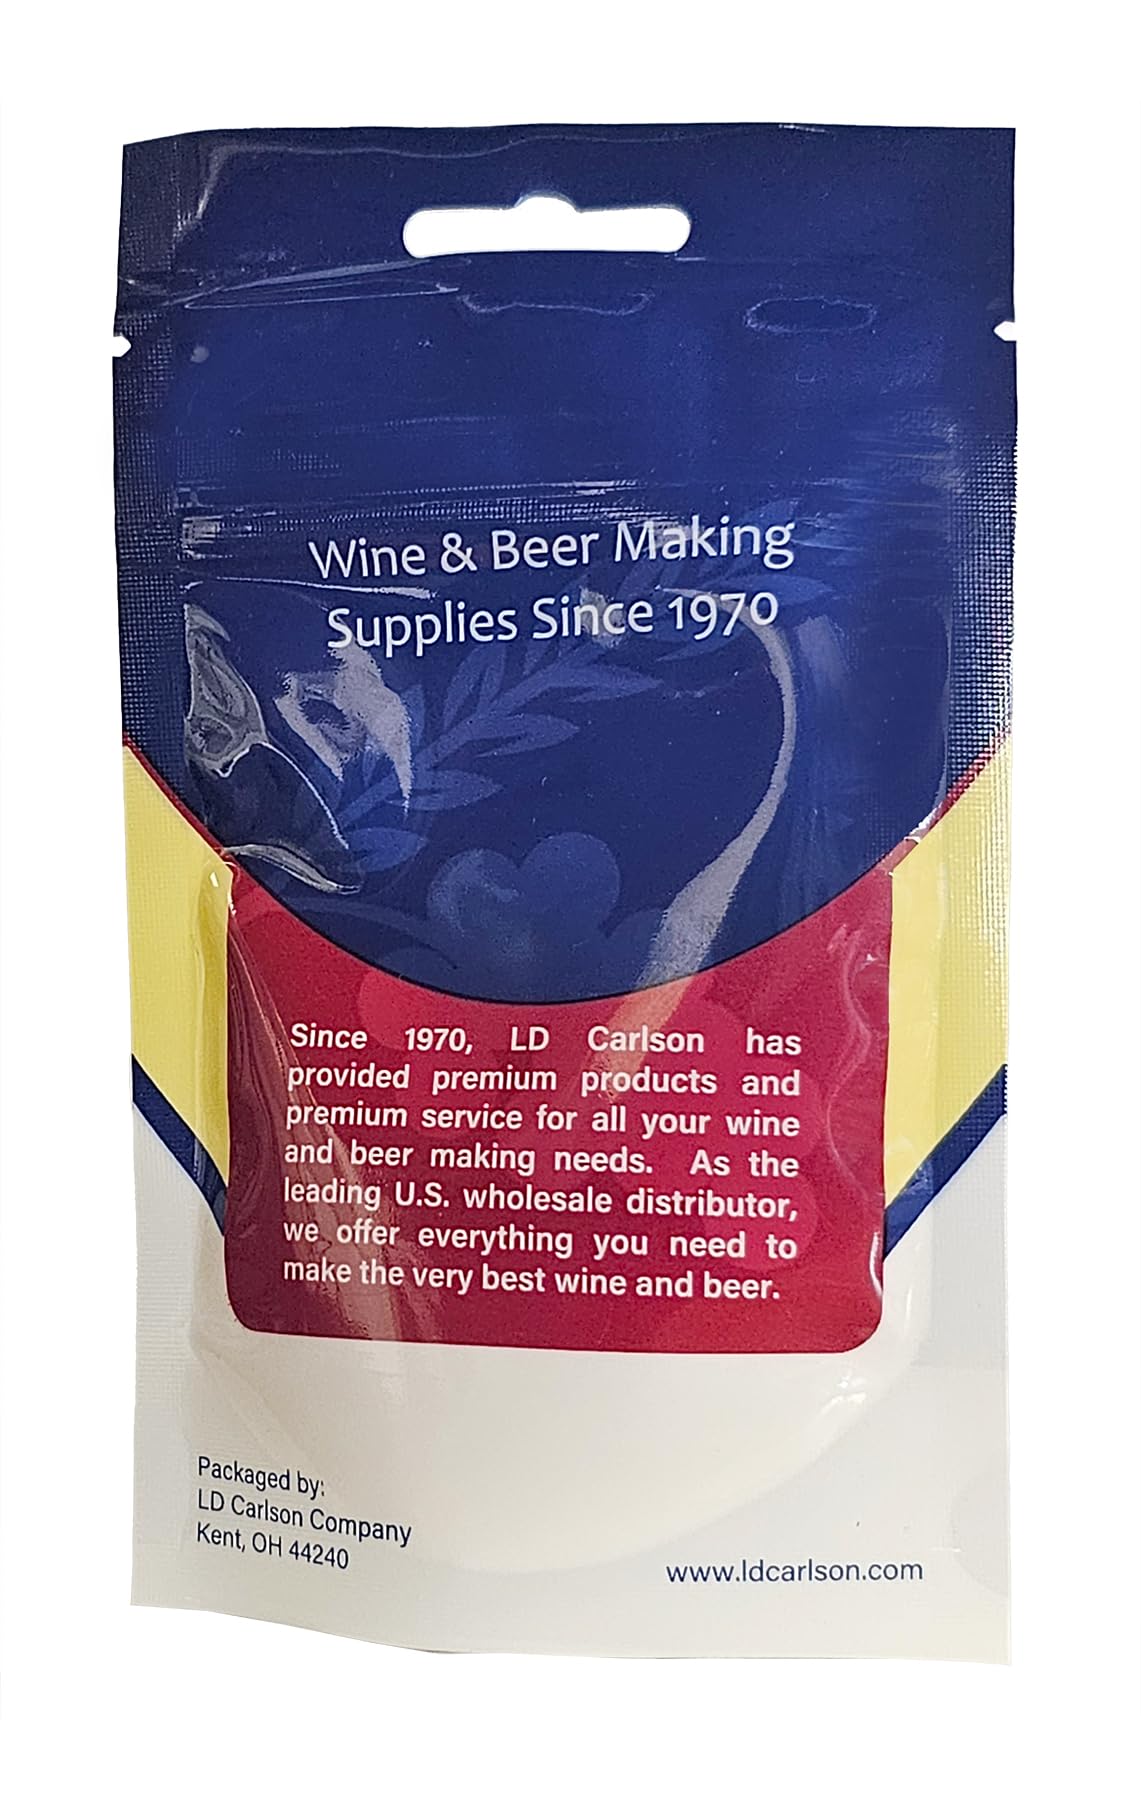 Wine & Beer Making
Supplies Since 1970
Since 1970, LD Carlson has
provided premium products and
premium service for all your wine
and beer making needs. As the
leading U.S. wholesale distributor,
we offer everything you need to
make the very best wine and beer.
Packaged by:
LD Carlson Company
Kent, OH 44240
www.ldcarlson.com